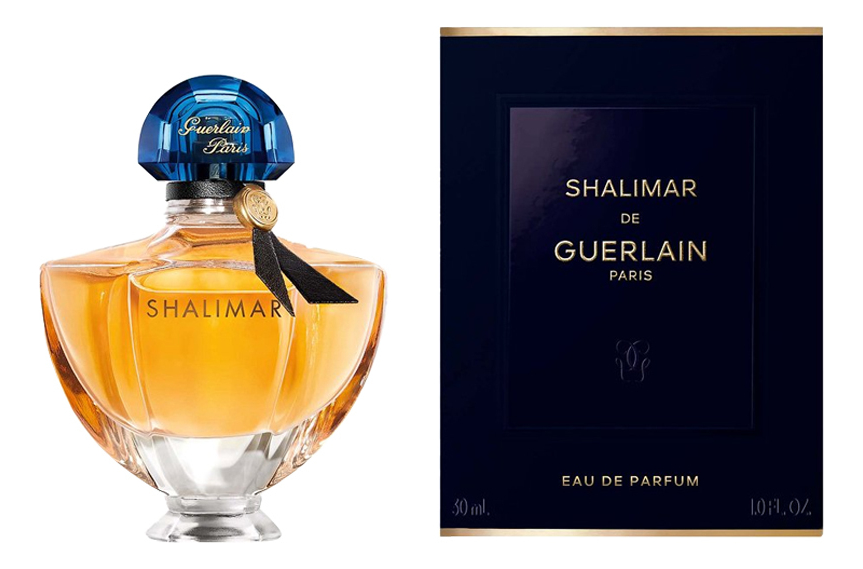 Guerlain
Paris
SHALIMAR
SHALIMAR
DE
GUERLAIN
PARIS
EAU DE PARFUM
30 mL
1.0 FL. OZ.